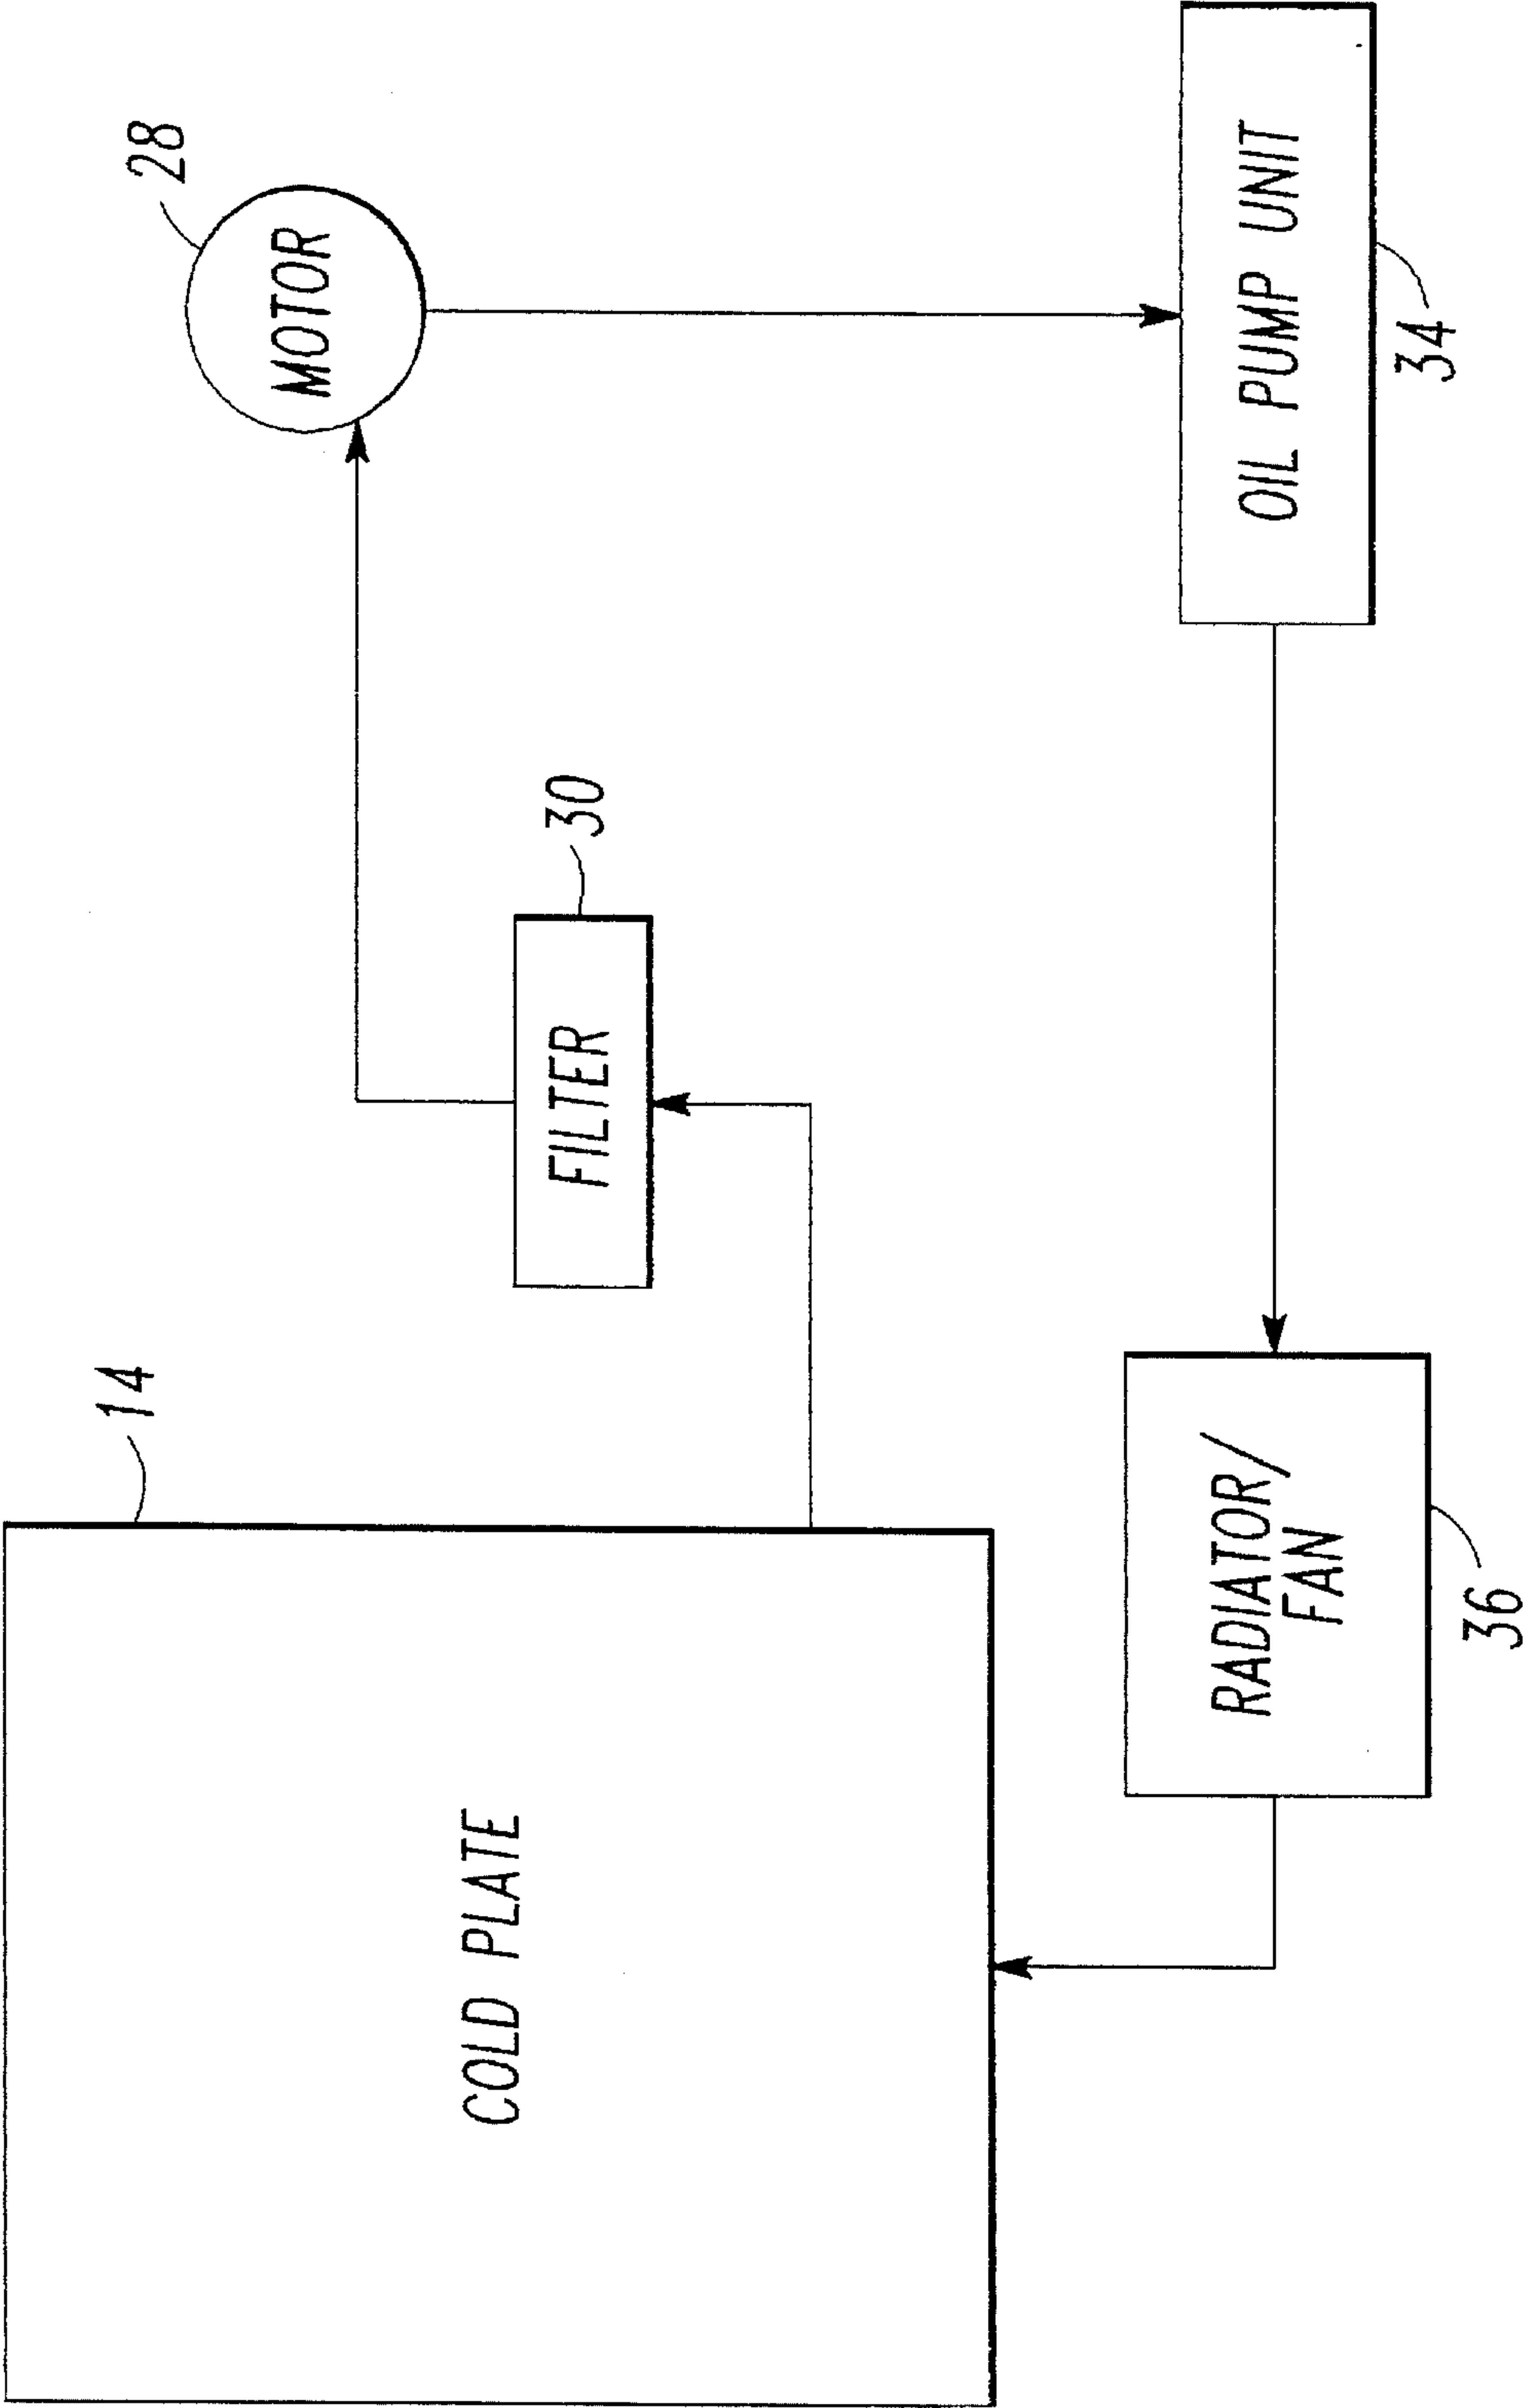 14
COLD PLATE
FILTER
30
28
MOTOR
RADIATOR/
FAN
36
OIL PUMP UNIT
34